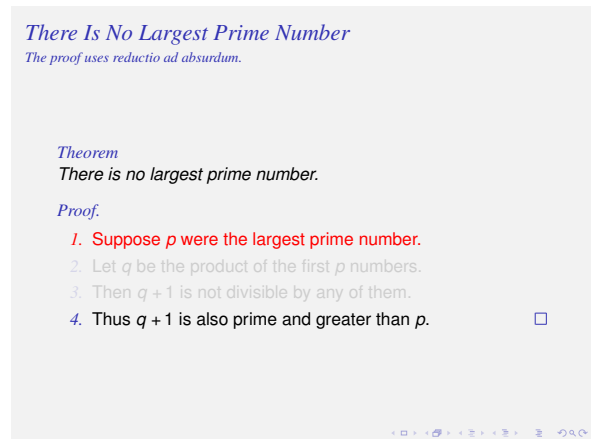 There Is No Largest Prime Number
The proof uses reductio ad absurdum.
Theorem
There is no largest prime number.
Proof.
1. Suppose p were the largest prime number.
2. Let q be the product of the first p numbers.
3. Then q + 1 is not divisible by any of them.
4. Thus q + 1 is also prime and greater than p. □